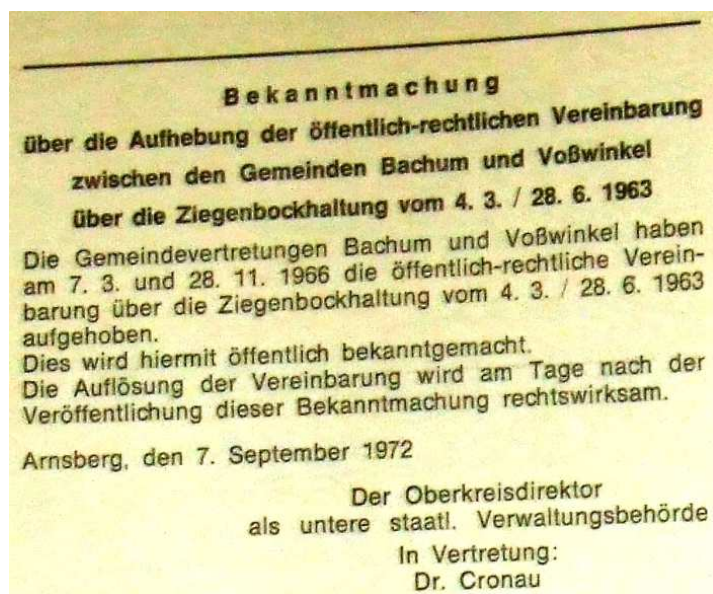 Bekanntmachung
über die Aufhebung der öffentlich-rechtlichen Vereinbarung
zwischen den Gemeinden Bachum und Voßwinkel
über die Ziegenbockhaltung vom 4. 3. / 28. 6. 1963
Die Gemeindevertretungen Bachum und Voßwinkel haben
am 7. 3. und 28. 11. 1966 die öffentlich-rechtliche Verein-
barung über die Ziegenbockhaltung vom 4. 3. / 28. 6. 1963
aufgehoben.
Dies wird hiermit öffentlich bekanntgemacht.
Die Auflösung der Vereinbarung wird am Tage nach der
Veröffentlichung dieser Bekanntmachung rechtswirksam.
Arnsberg, den 7. September 1972
Der Oberkreisdirektor
als untere staatl. Verwaltungsbehörde
In Vertretung:
Dr. Cronau